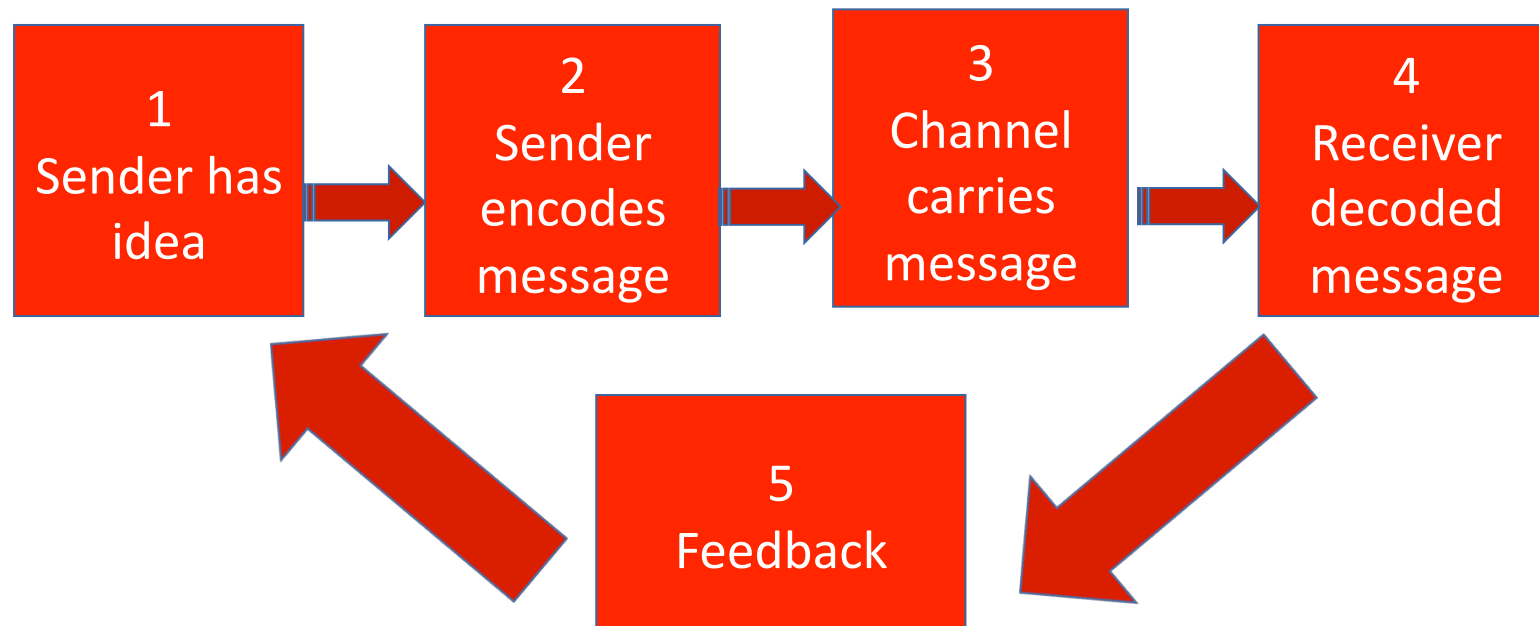 1
Sender has
idea
2
Sender
encodes
message
3
Channel
carries
message
4
Receiver
decoded
message
5
Feedback